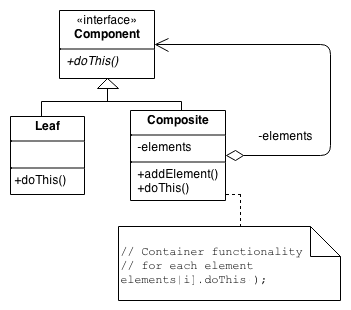 «interface»
Component
+doThis()
Leaf
+doThis()
Composite
-elements
+addElement()
+doThis()
-elements
// Container functionality
// for each element
elements[i].doThis );